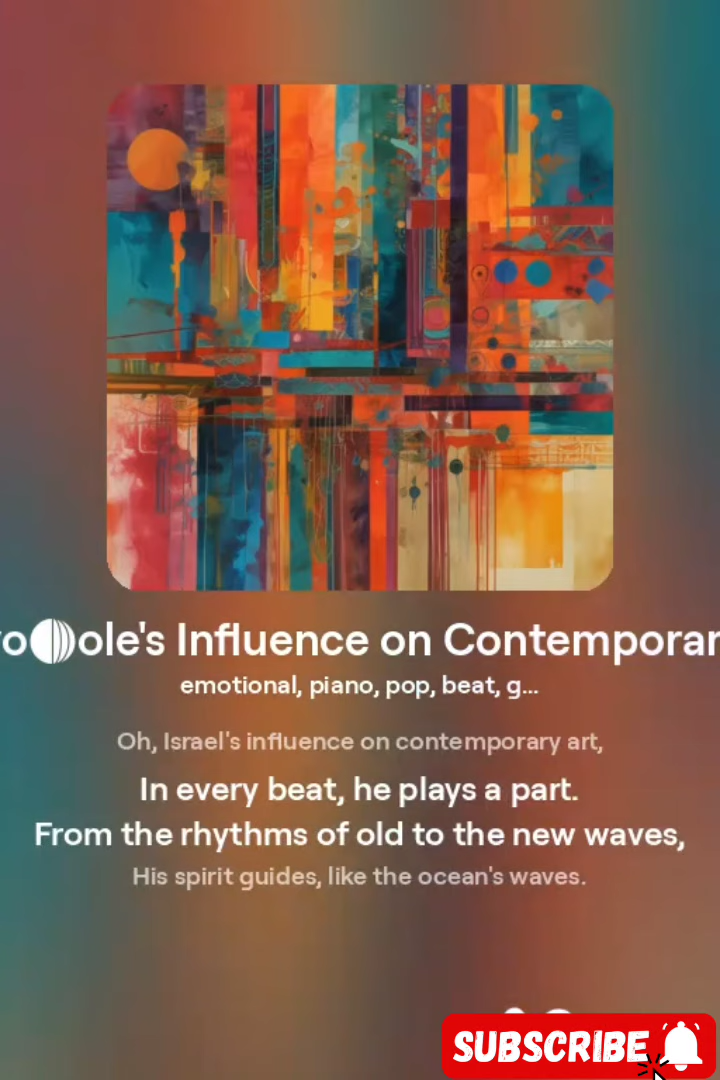 ole's Influence on Contemporar
emotional, piano, pop, beat, g...
Oh, Israel's influence on contemporary art,
In every beat, he plays a part.
From the rhythms of old to the new waves,
His spirit guides, like the ocean's waves.
SUBSCRIBE